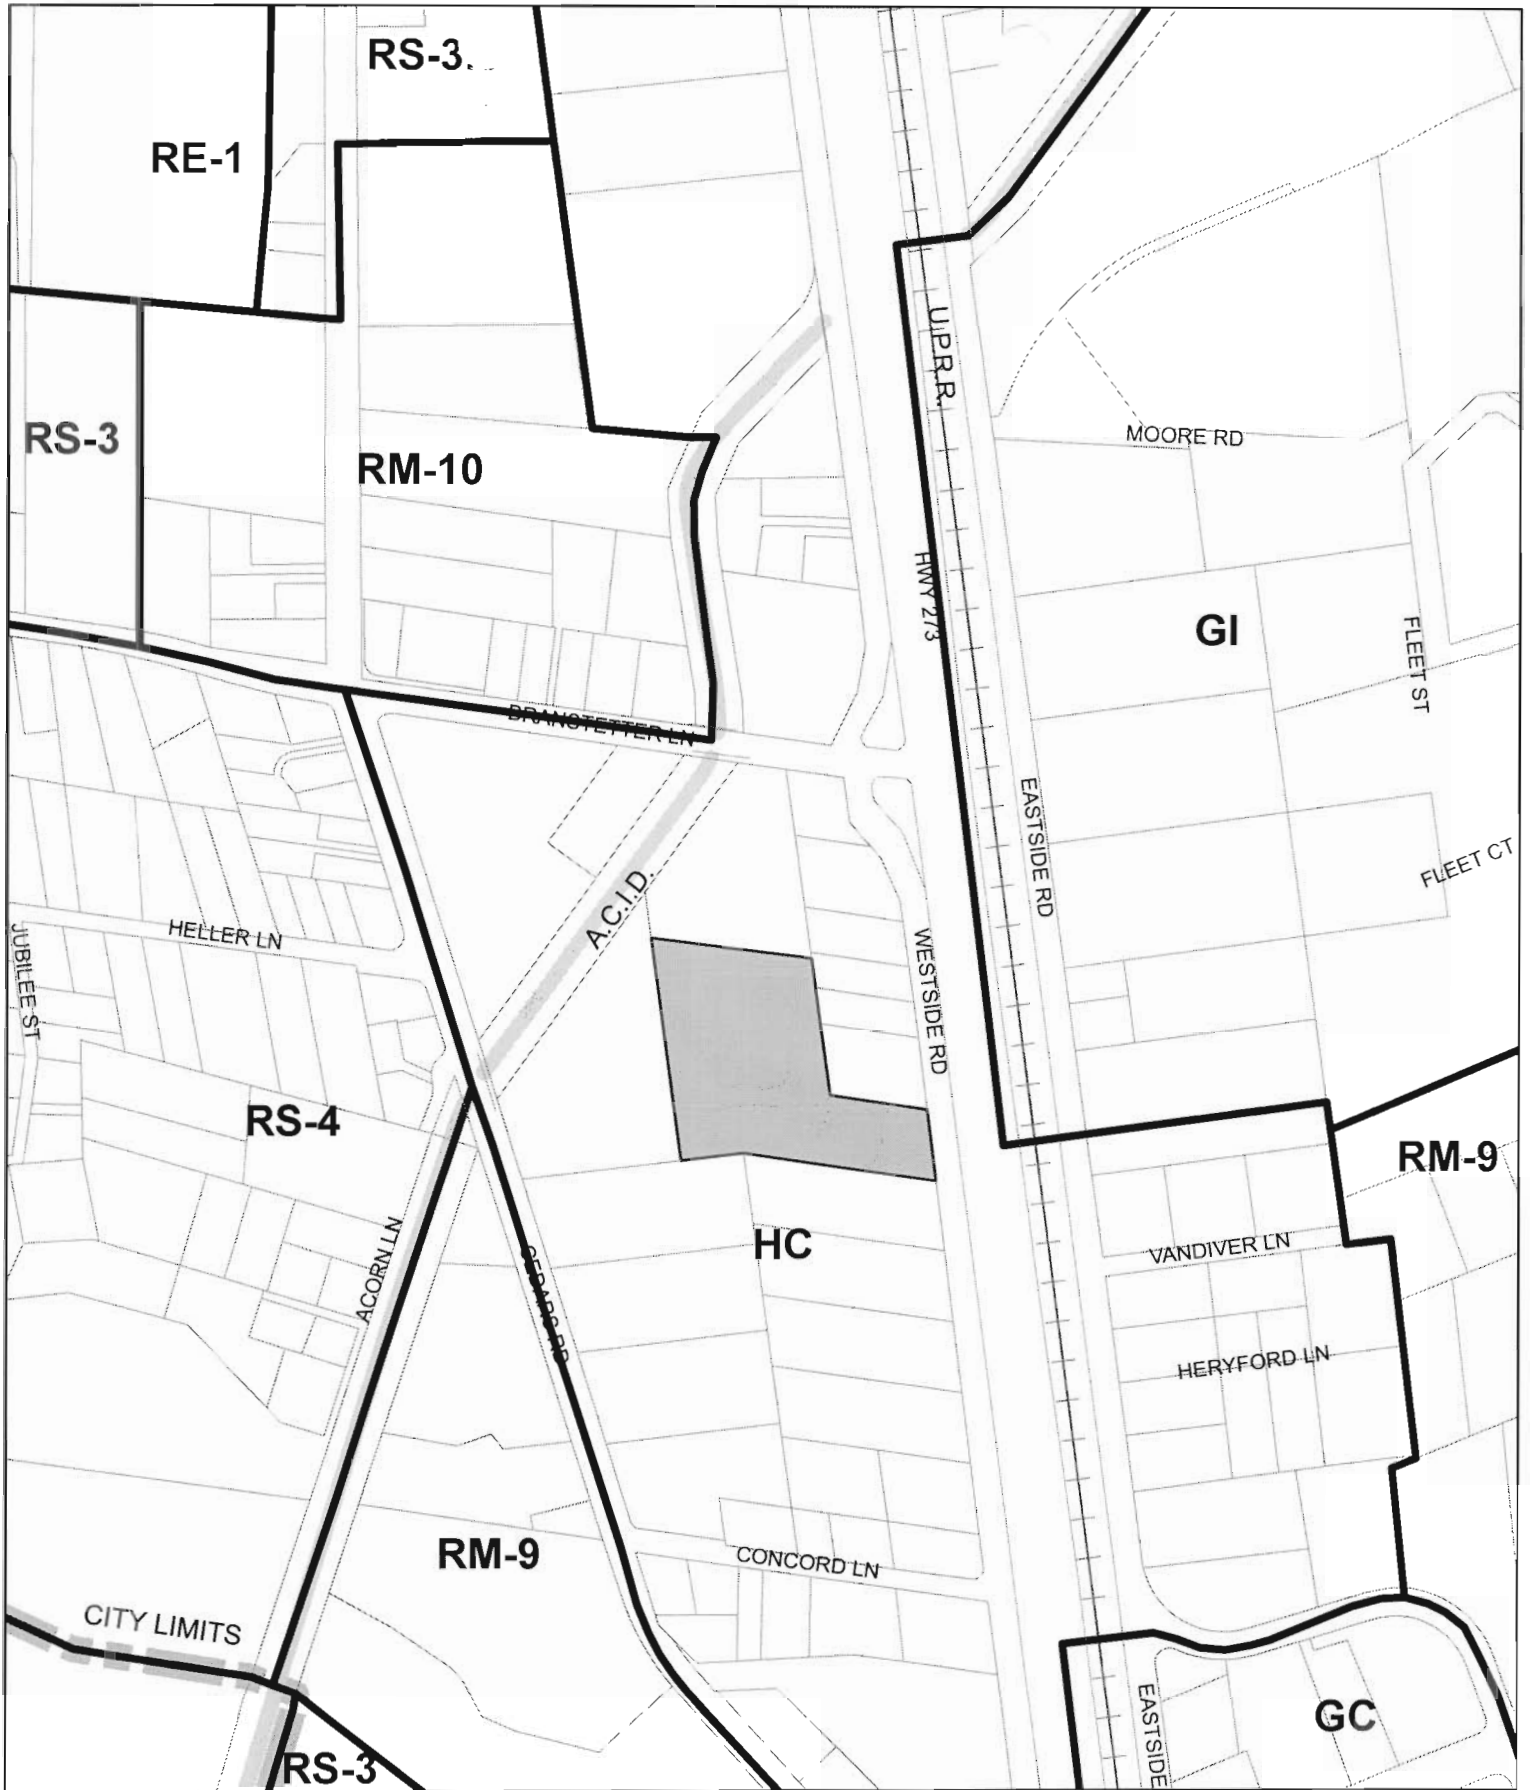 RS-3
RE-1
U.P.R.R.
RS-3
MOORE RD
RM-10
HWY 273
GI
FLEET ST
BRANSTETTER LN
EASTSIDE RD
FLEET CT
A.C.I.D.
HELLER LN
JUBILEE ST
WESTSIDE RD
RS-4
RM-9
ACORN LN
HC
VANDIVER LN
CEDARS RD
HERYFORD LN
RM-9
CONCORD LN
CITY LIMITS
EASTSIDE
GC
RS-3